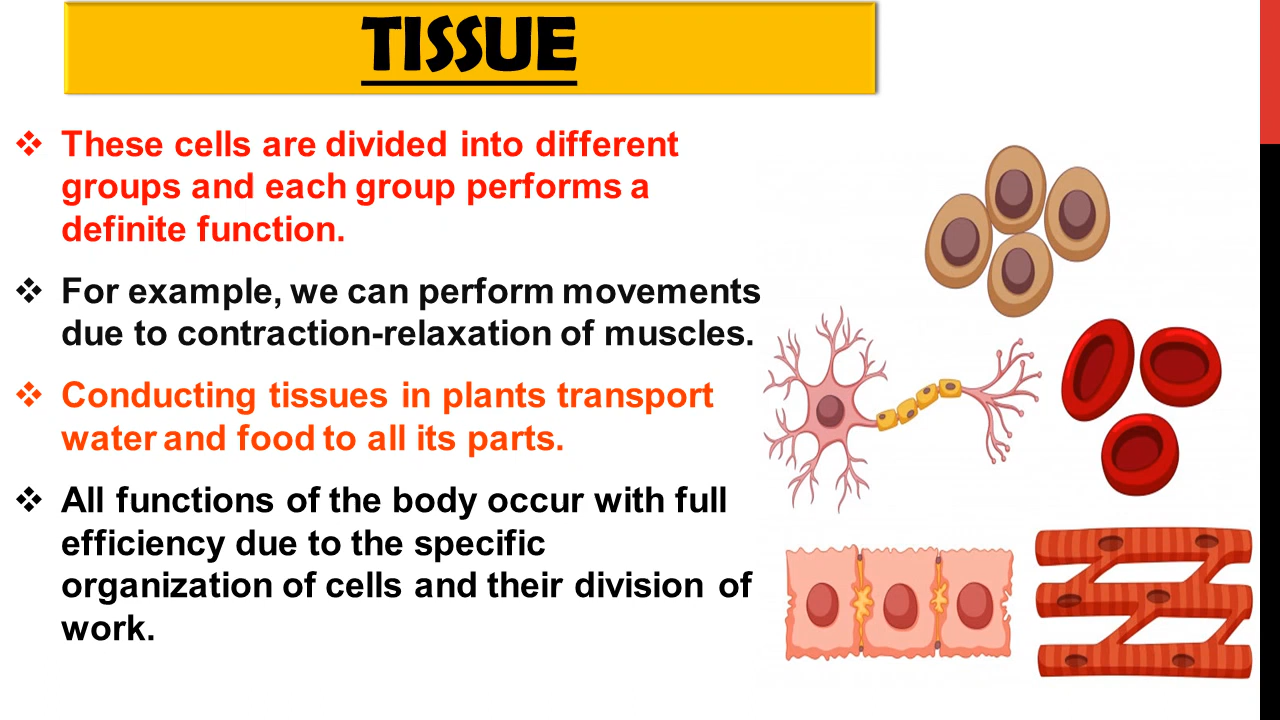 TISSUE
❖ These cells are divided into different
groups and each group performs a
definite function.
❖ For example, we can perform movements
due to contraction-relaxation of muscles.
❖ Conducting tissues in plants transport
water and food to all its parts.
❖ All functions of the body occur with full
efficiency due to the specific
organization of cells and their division of
work.